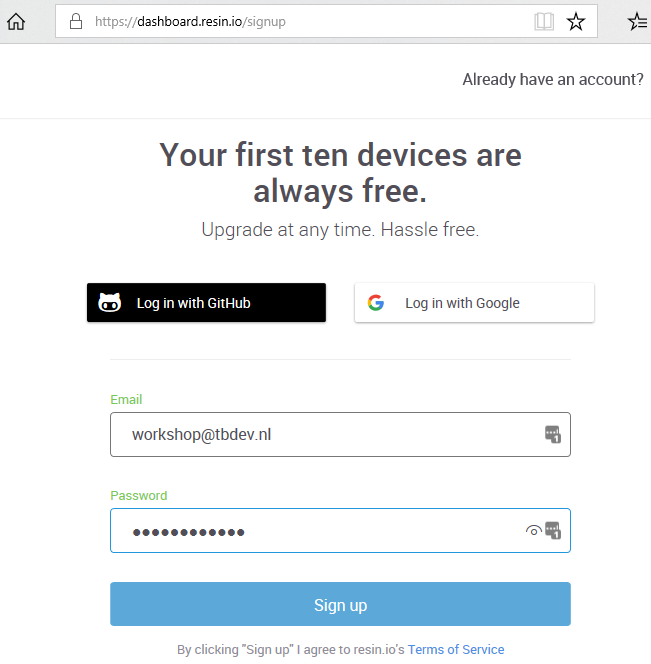 https://dashboard.resin.io/signup
Already have an account?
Your first ten devices are
always free.
Upgrade at any time. Hassle free.
Log in with GitHub
Log in with Google
Email
workshop@tbdev.nl
1
Password
●●●●●●●●●●●●
1
Sign up
By clicking "Sign up" I agree to resin.io's Terms of Service